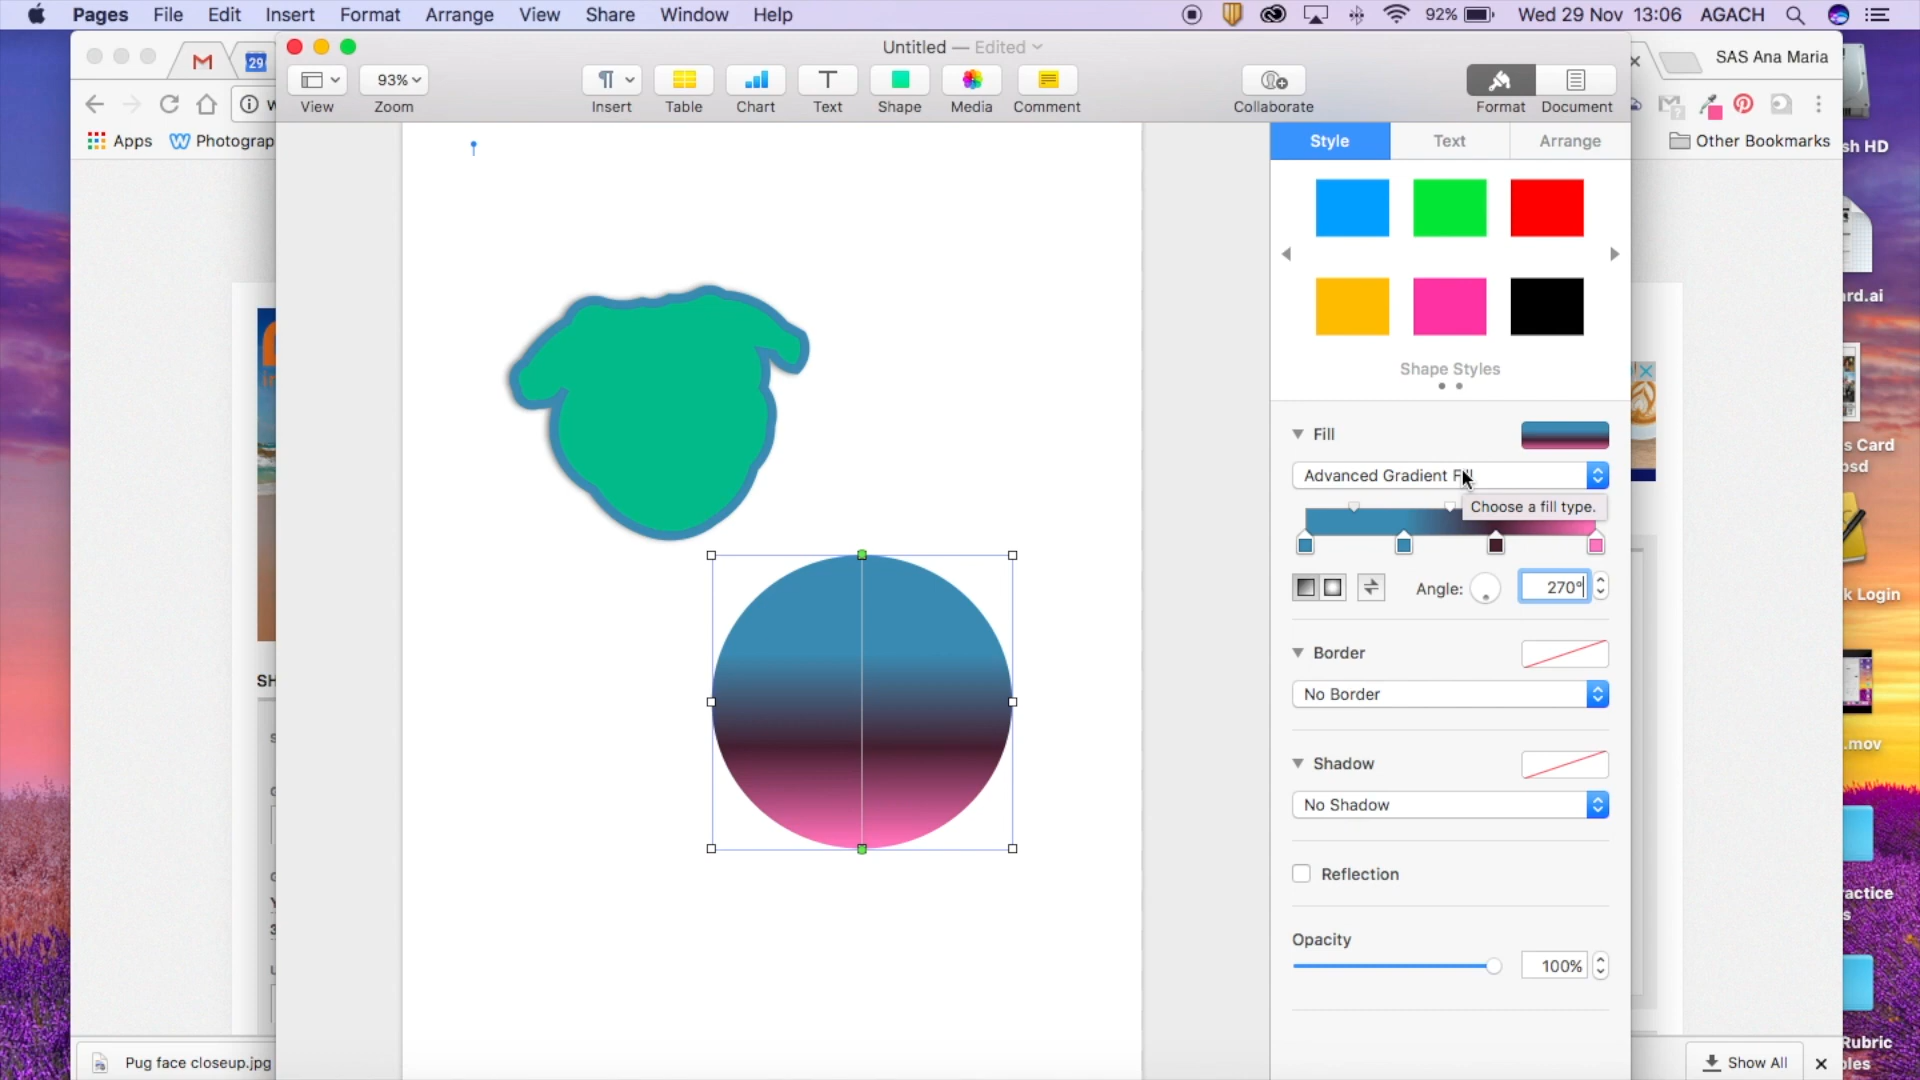 Pages File Edit Insert Format Arrange View Share Window Help
92% Wed 29 Nov 13:06 AGACH
29
SAS Ana Maria
Untitled — Edited
93%
View Zoom Insert Table Chart Text Shape Media Comment Collaborate Format Document
Apps Photograp
Other Bookmarks
sh HD
Style Text Arrange
rd.ai
Shape Styles
Fill
s Card
osd
Advanced Gradient Fill
Choose a fill type.
Angle: 270°
k Login
Border
SH
No Border
.mov
Shadow
No Shadow
Reflection
actice
s
Opacity
100%
Rubric
Pug face closeup.jpg
Show All
ples